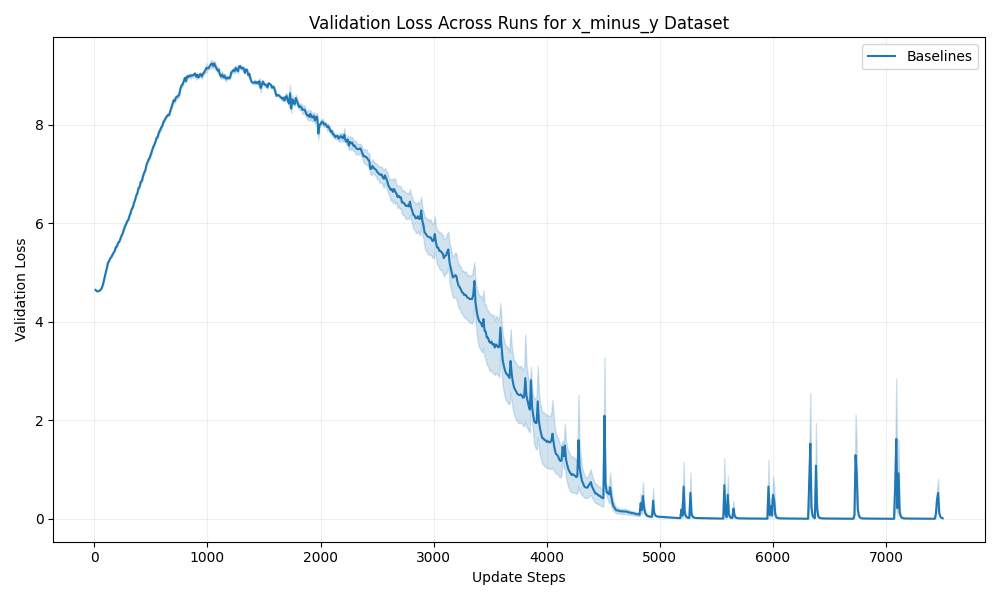 Validation Loss Across Runs for x_minus_y Dataset
Baselines
Validation Loss
8
6
4
2
0
0 1000 2000 3000 4000 5000 6000 7000
Update Steps